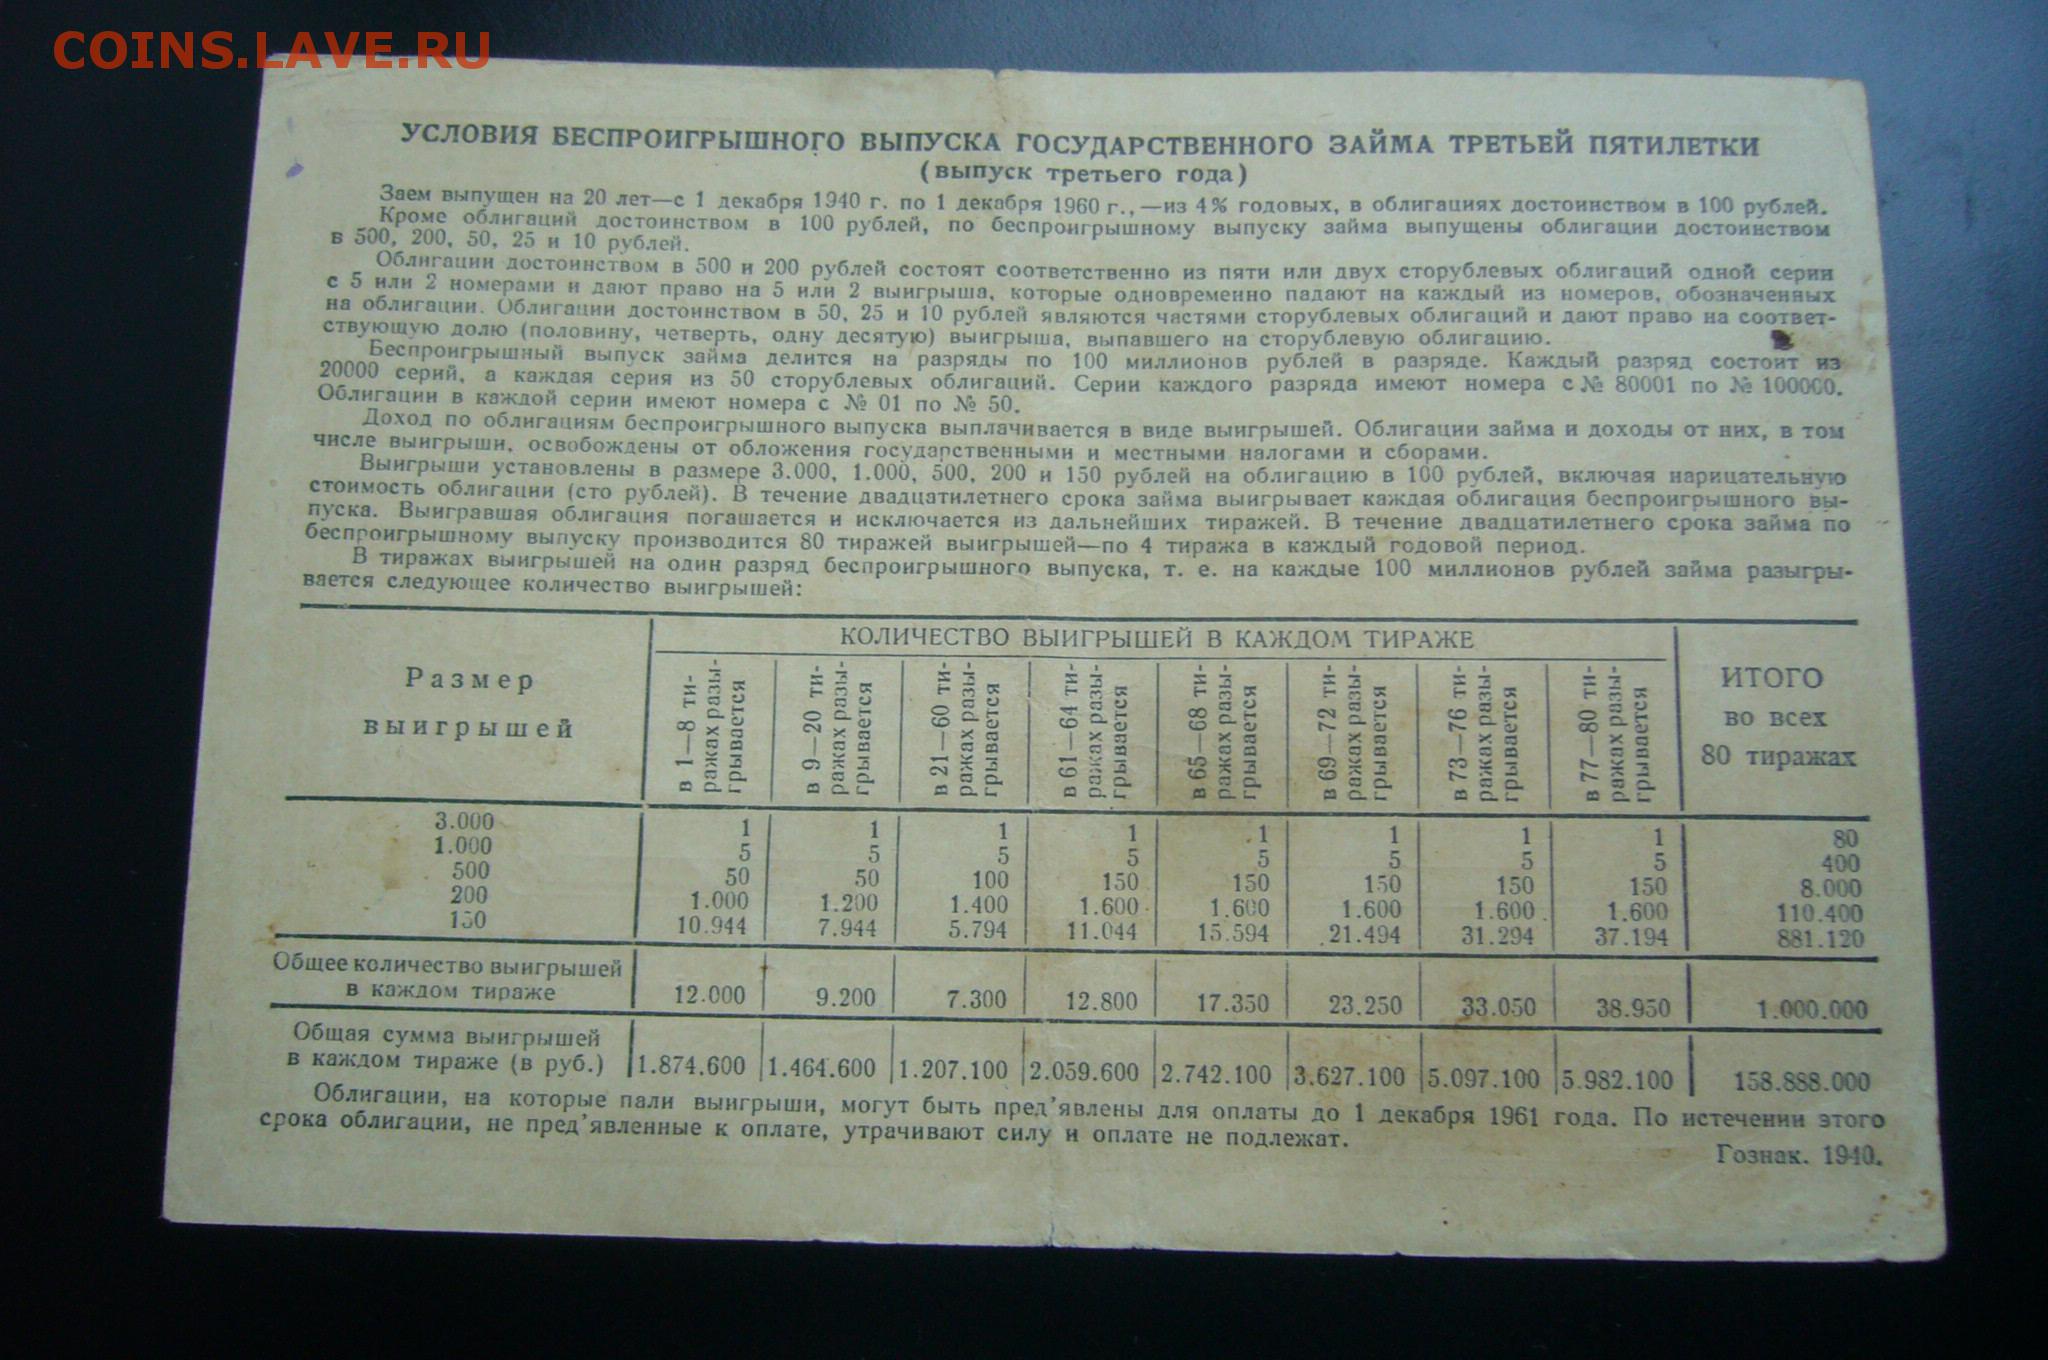 COINS.LAVE.RU
УСЛОВИЯ БЕСПРОИГРЫШНОГО ВЫПУСКА ГОСУДАРСТВЕННОГО ЗАЙМА ТРЕТЬЕЙ ПЯТИЛЕТКИ
(выпуск третьего года)
Заем выпущен на 20 лет—с 1 декабря 1940 г. по 1 декабря 1960 г.,—из 4% годовых, в облигациях достоинством в 100 рублей.
Кроме облигаций достоинством в 100 рублей, по беспроигрышному выпуску займа выпущены облигации достоинством
в 500, 200, 50, 25 и 10 рублей.
Облигации достоинством в 500 и 200 рублей состоят соответственно из пяти или двух сторублевых облигаций одной серии
с 5 или 2 номерами и дают право на 5 или 2 выигрыша, которые одновременно падают на каждый из номеров, обозначенных
на облигации. Облигации достоинством в 50, 25 и 10 рублей являются частями сторублевых облигаций и дают право на соответ-
ствующую долю (половину, четверть, одну десятую) выигрыша, выпавшего на сторублевую облигацию.
Беспроигрышный выпуск займа делится на разряды по 100 миллионов рублей в разряде. Каждый разряд состоит из
20000 серий, а каждая серия из 50 сторублевых облигаций. Серии каждого разряда имеют номера с № 80001 по № 100000.
Облигации в каждой серии имеют номера с № 01 по № 50.
Доход по облигациям беспроигрышного выпуска выплачивается в виде выигрышей. Облигации займа и доходы от них, в том
числе выигрыши, освобождены от обложения государственными и местными налогами и сборами.
Выигрыши установлены в размере 3.000, 1.000, 500, 200 и 150 рублей на облигацию в 100 рублей, включая нарицательную
стоимость облигации (сто рублей). В течение двадцатилетнего срока займа выигрывает каждая облигация беспроигрышного вы-
пуска. Выигравшая облигация погашается и исключается из дальнейших тиражей. В течение двадцатилетнего срока займа по
беспроигрышному выпуску производится 80 тиражей выигрышей—по 4 тиража в каждый годовой период.
В тиражах выигрышей на один разряд беспроигрышного выпуска, т. е. на каждые 100 миллионов рублей займа разыгры-
вается следующее количество выигрышей:
Размер
выигрышей
КОЛИЧЕСТВО ВЫИГРЫШЕЙ В КАЖДОМ ТИРАЖЕ
в 1—8 ти-
ражах разы-
грывается
в 9—20 ти-
ражах разы-
грывается
в 21—60 ти-
ражах разы-
грывается
в 61—64 ти-
ражах разы-
грывается
в 65—68 ти-
ражах разы-
грывается
в 69—72 ти-
ражах разы-
грывается
в 73—76 ти-
ражах разы-
грывается
в 77—80 ти-
ражах разы-
грывается
ИТОГО
во всех
80 тиражах
3.000 1 1 1 1 1 1 1 1 80
1.000 5 5 5 5 5 5 5 5 400
500 50 50 100 150 150 150 150 150 8.000
200 1.000 1.200 1.400 1.600 1.600 1.600 1.600 1.600 110.400
150 10.944 7.944 5.794 11.044 15.594 21.494 31.294 37.194 881.120
Общее количество выигрышей
в каждом тираже 12.000 9.200 7.300 12.800 17.350 23.250 33.050 38.950 1.000.000
Общая сумма выигрышей
в каждом тираже (в руб.) 1.874.600 1.464.600 1.207.100 2.059.600 2.742.100 3.627.100 5.097.100 5.982.100 158.888.000
Облигации, на которые пали выигрыши, могут быть пред'явлены для оплаты до 1 декабря 1961 года. По истечении этого
срока облигации, не пред'явленные к оплате, утрачивают силу и оплате не подлежат.
Гознак. 1940.